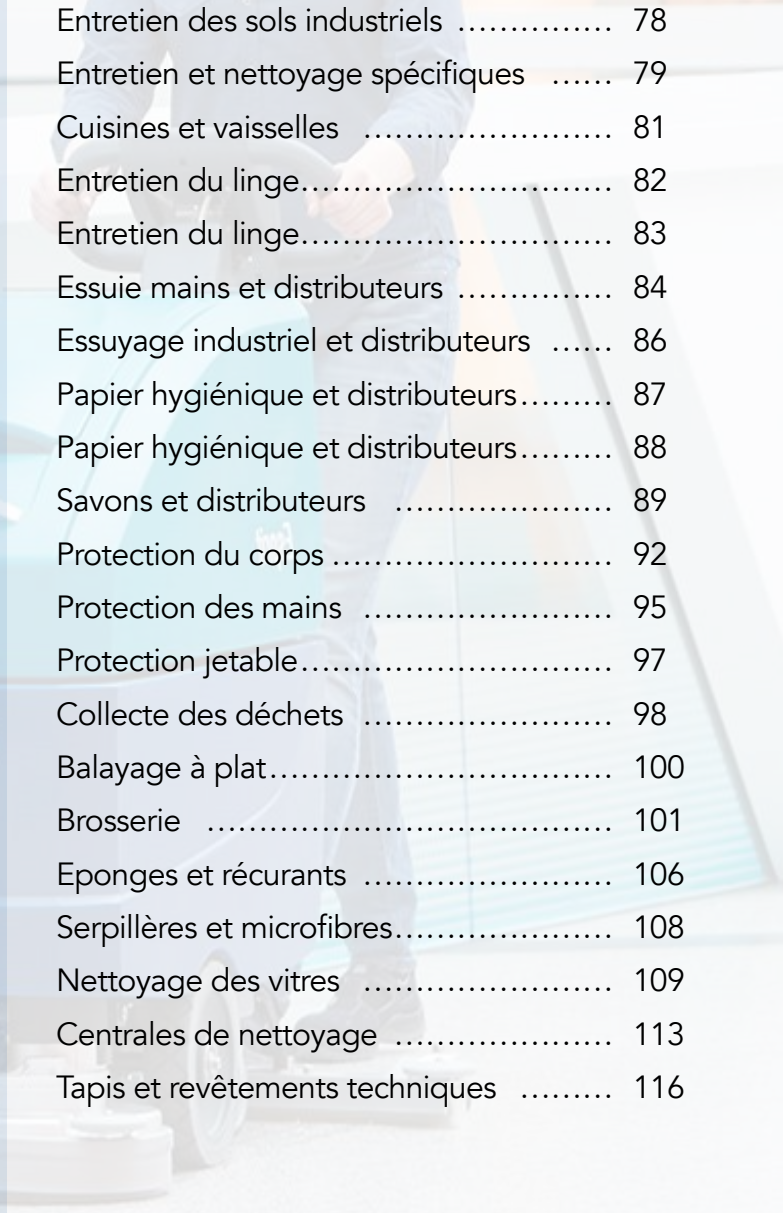 Entretien des sols industriels ............... 78
Entretien et nettoyage spécifiques ...... 79
Cuisines et vaisselles ........................ 81
Entretien du linge.............................. 82
Entretien du linge.............................. 83
Essuie mains et distributeurs ............... 84
Essuyage industriel et distributeurs ...... 86
Papier hygiénique et distributeurs......... 87
Papier hygiénique et distributeurs......... 88
Savons et distributeurs ..................... 89
Protection du corps ........................... 92
Protection des mains ........................ 95
Protection jetable.............................. 97
Collecte des déchets ........................ 98
Balayage à plat................................. 100
Brosserie ....................................... 101
Eponges et récurants ........................ 106
Serpillères et microfibres..................... 108
Nettoyage des vitres ........................ 109
Centrales de nettoyage ..................... 113
Tapis et revêtements techniques ......... 116